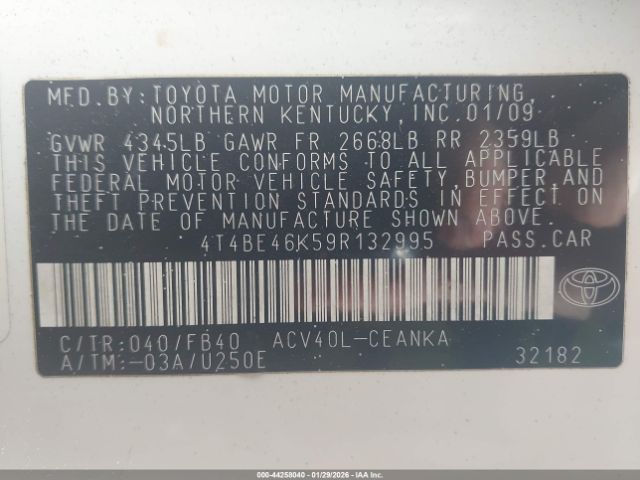 MFD.BY:TOYOTA MOTOR MANUFACTURING,
NORTHERN KENTUCKY,INC.01/09
GVWR 4345LB GAWR FR 2668LB RR 2359LB
THIS VEHICLE CONFORMS TO ALL APPLICABLE
FEDERAL MOTOR VEHICLE SAFETY,BUMPER,AND
THEFT PREVENTION STANDARDS IN EFFECT ON
THE DATE OF MANUFACTURE SHOWN ABOVE.
4T4BE46K59R132995 PASS.CAR
C/TR:040/FB40 ACV40L-CEANKA
A/TM:-03A/U250E 32182
000-44258040 - 01/29/2026 - IAA, Inc.